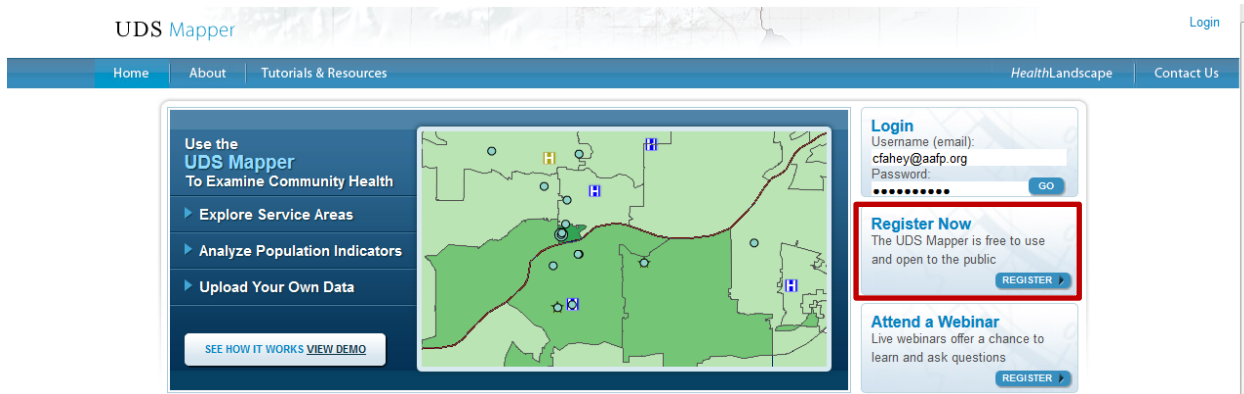 UDS Mapper
Login
Home About Tutorials & Resources HealthLandscape Contact Us
Use the
UDS Mapper
To Examine Community Health
Explore Service Areas
Analyze Population Indicators
Upload Your Own Data
SEE HOW IT WORKS VIEW DEMO
H
H
H
H
Login
Username (email):
cfahey@aafp.org
Password:
●●●●●●●●●●
GO
Register Now
The UDS Mapper is free to use
and open to the public
REGISTER
Attend a Webinar
Live webinars offer a chance to
learn and ask questions
REGISTER